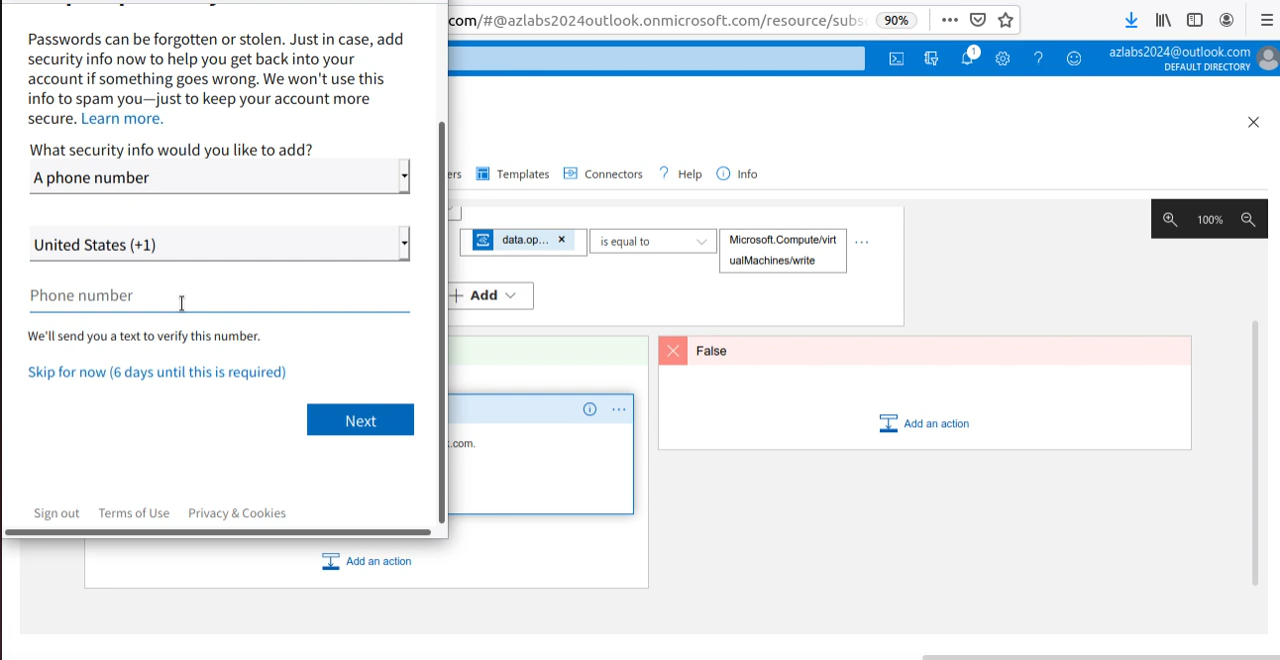 Passwords can be forgotten or stolen. Just in case, add
security info now to help you get back into your
account if something goes wrong. We won't use this
info to spam you—just to keep your account more
secure. Learn more.
What security info would you like to add?
A phone number
United States (+1)
Phone number
We'll send you a text to verify this number.
Skip for now (6 days until this is required)
Next
Sign out Terms of Use Privacy & Cookies
com/#@azlabs2024outlook.onmicrosoft.com/resource/subs 90%
1
azlabs2024@outlook.com
DEFAULT DIRECTORY
ers Templates Connectors ? Help Info
100%
data.op... × is equal to
Microsoft.Compute/virt
ualMachines/write
+ Add
False
Add an action
.com.
Add an action